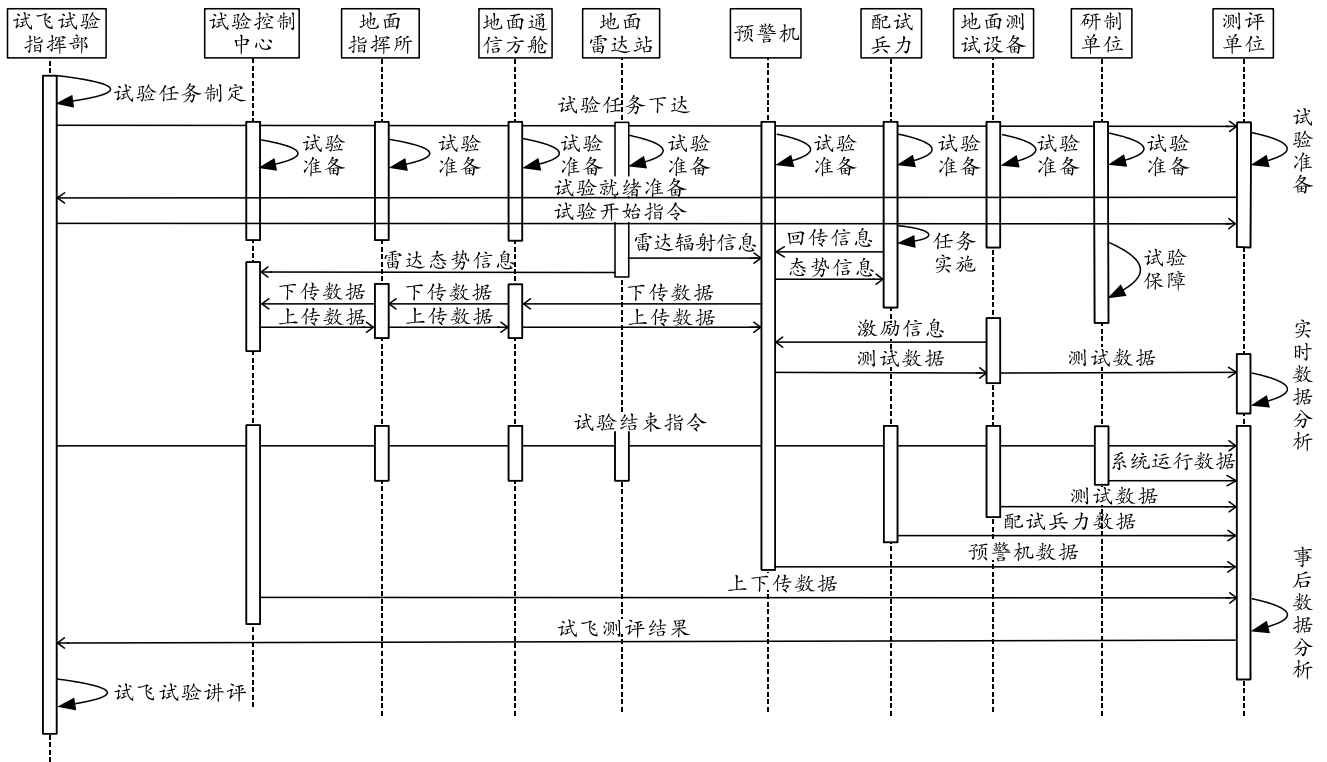 试飞试验
指挥部
试验控制
中心
地面
指挥所
地面通
信方舱
地面
雷达站
预警机
配试
兵力
地面测
试设备
研制
单位
测评
单位
试验任务制定
试验任务下达
试验
准备
试验
准备
试验
准备
试验
准备
试验
准备
试验
准备
试验
准备
试验
准备
试验准备
试验就绪准备
试验开始指令
雷达辐射信息
回传信息
任务
实施
雷达态势信息
态势信息
试验
保障
下传数据
下传数据
下传数据
上传数据
上传数据
上传数据
激励信息
测试数据
测试数据
实时数据分析
试验结束指令
系统运行数据
测试数据
配试兵力数据
预警机数据
上下传数据
事后数据分析
试飞测评结果
试飞试验讲评